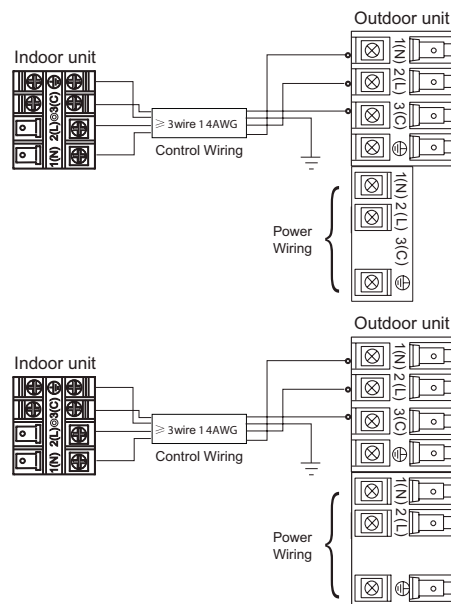 Outdoor unit
Indoor unit
1(N) 2(L) 3(C)
1(N) 2(L) 3(C)
≥ 3wire 14AWG
Control Wiring
1(N) 2(L) 3(C)
Power
Wiring
Outdoor unit
Indoor unit
1(N) 2(L) 3(C)
1(N) 2(L) 3(C)
≥ 3wire 14AWG
Control Wiring
1(N) 2(L)
Power
Wiring